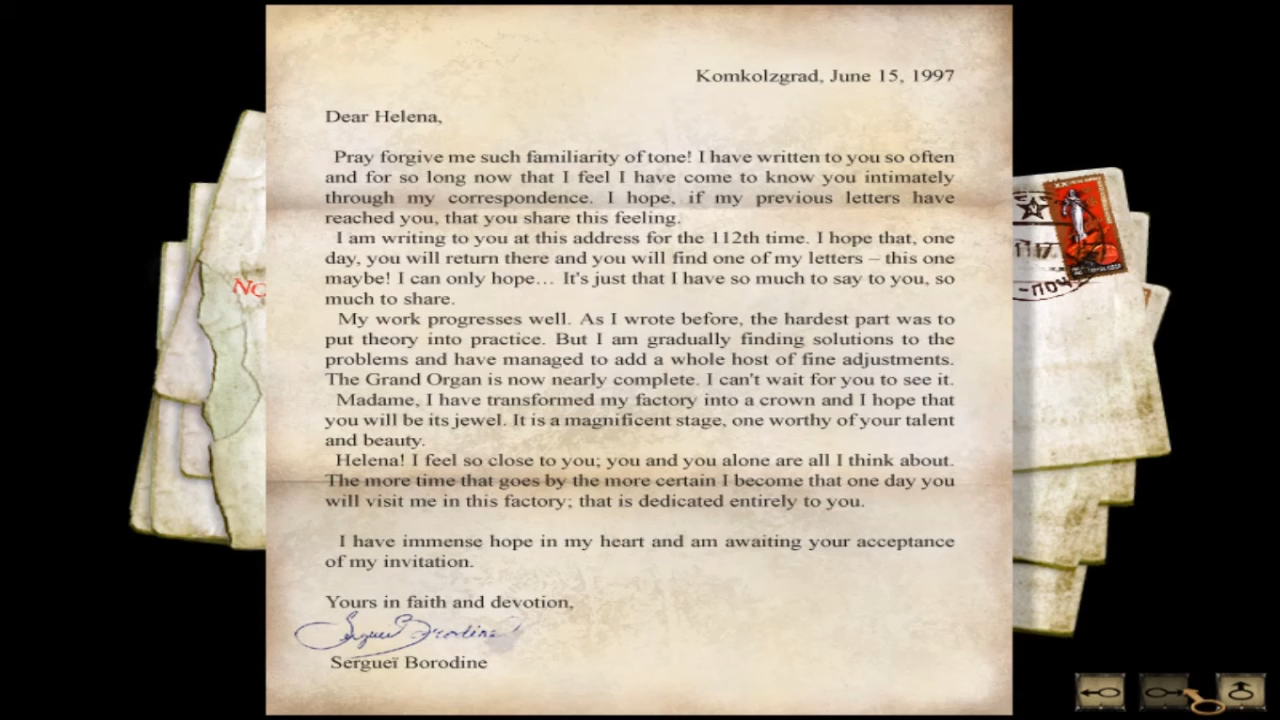 Komkolzgrad, June 15, 1997
Dear Helena,
Pray forgive me such familiarity of tone! I have written to you so often
and for so long now that I feel I have come to know you intimately
through my correspondence. I hope, if my previous letters have
reached you, that you share this feeling.
I am writing to you at this address for the 112th time. I hope that, one
day, you will return there and you will find one of my letters – this one
maybe! I can only hope… It's just that I have so much to say to you, so
much to share.
My work progresses well. As I wrote before, the hardest part was to
put theory into practice. But I am gradually finding solutions to the
problems and have managed to add a whole host of fine adjustments.
The Grand Organ is now nearly complete. I can't wait for you to see it.
Madame, I have transformed my factory into a crown and I hope that
you will be its jewel. It is a magnificent stage, one worthy of your talent
and beauty.
Helena! I feel so close to you; you and you alone are all I think about.
The more time that goes by the more certain I become that one day you
will visit me in this factory; that is dedicated entirely to you.
I have immense hope in my heart and am awaiting your acceptance
of my invitation.
Yours in faith and devotion,
Serguei Borodine
Sergueï Borodine